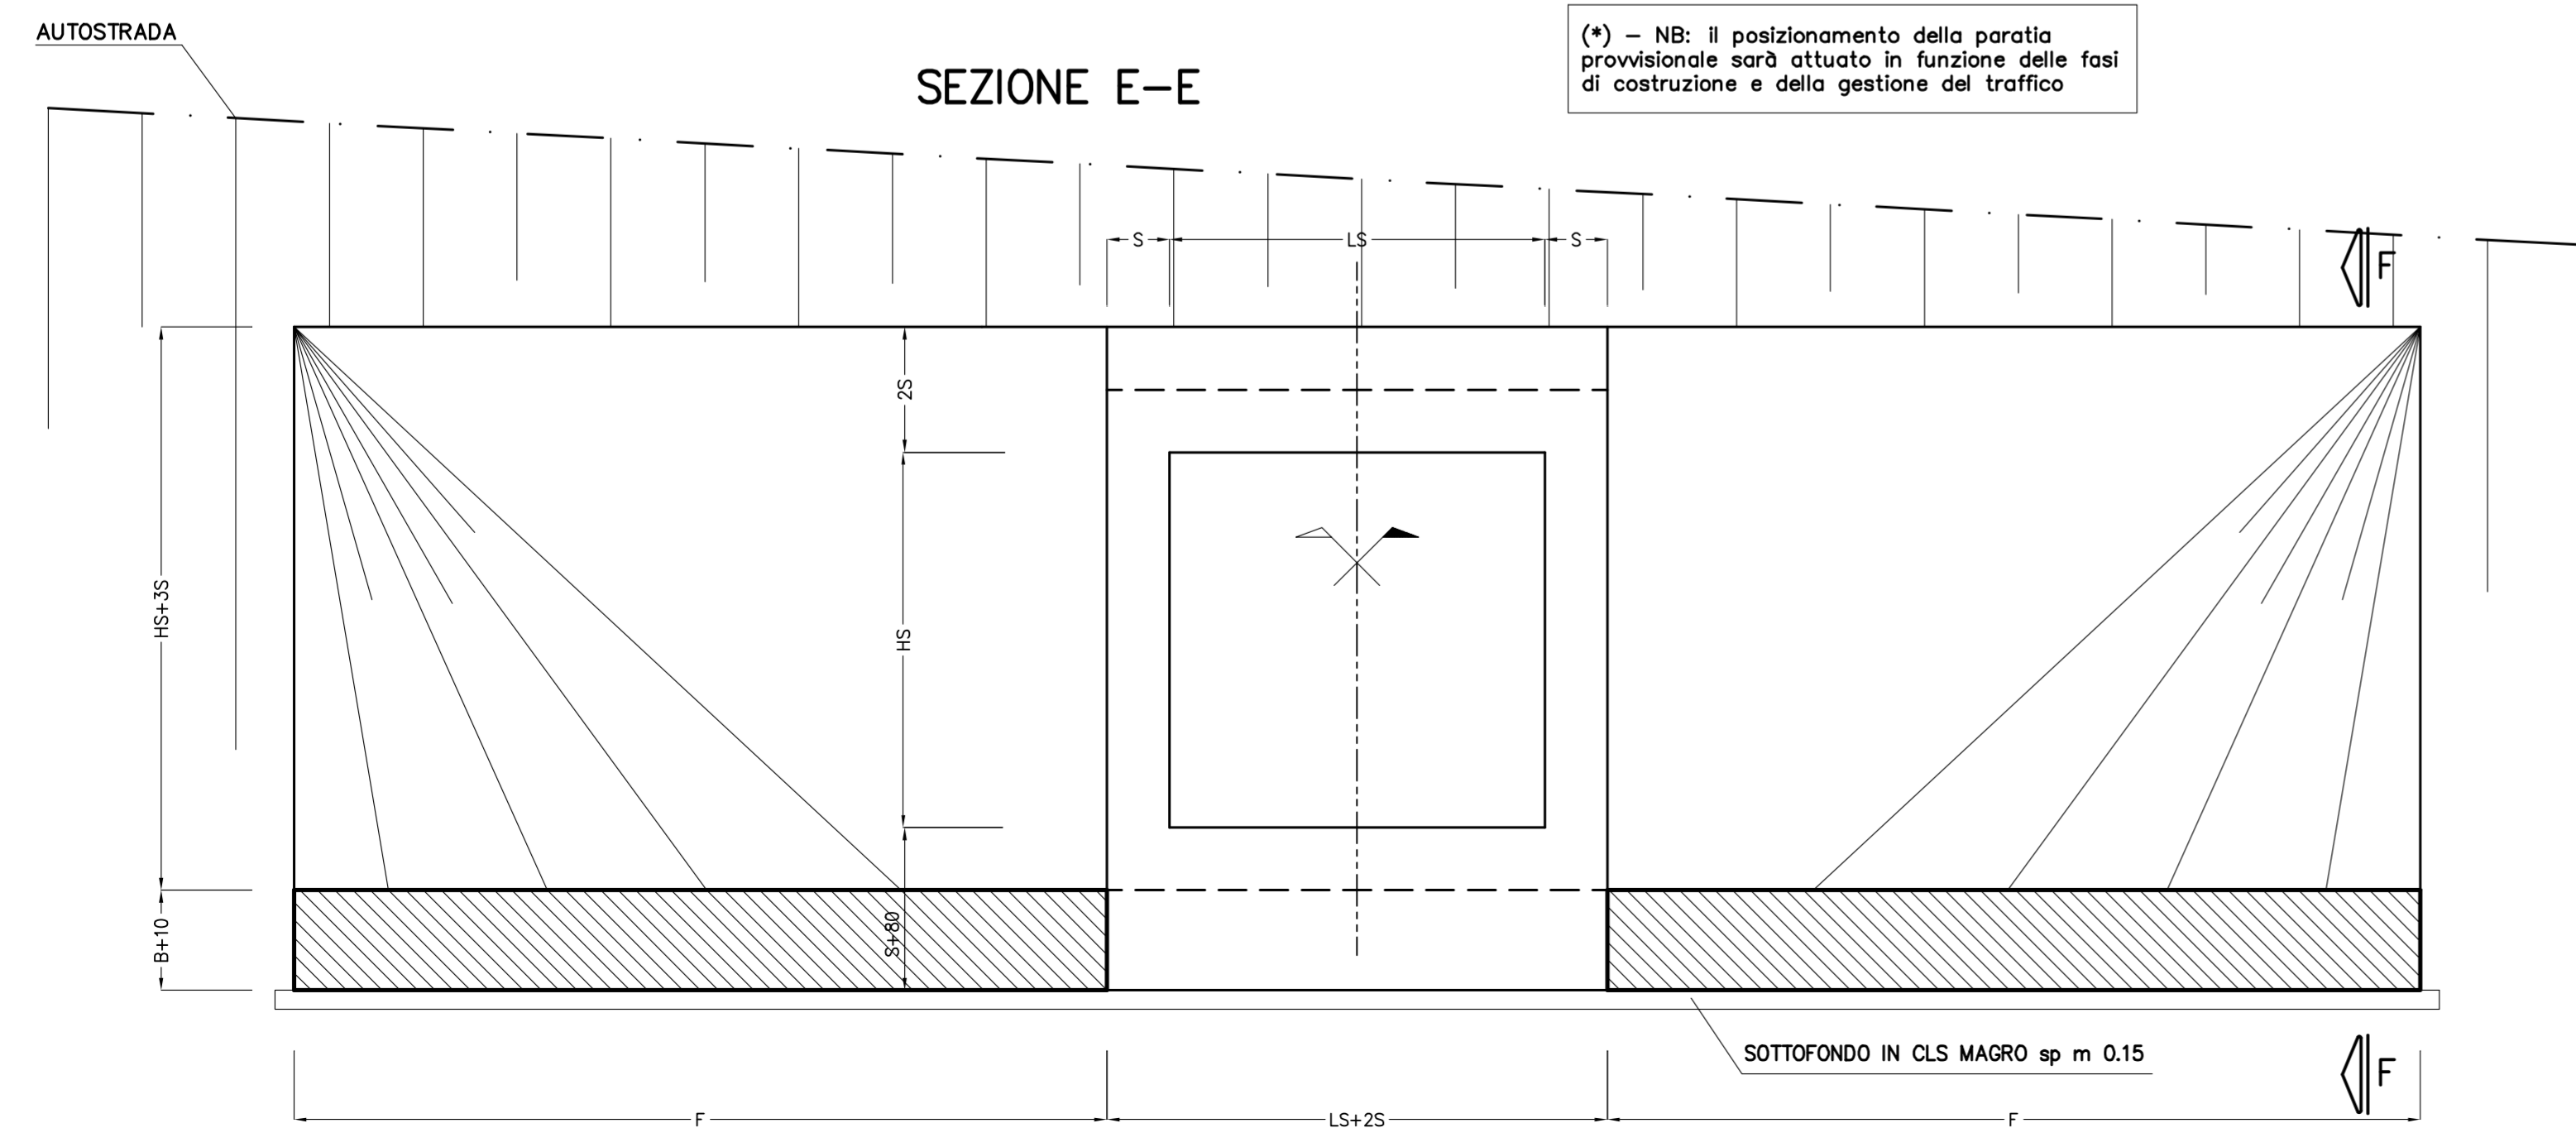 AUTOSTRADA
(*) – NB: il posizionamento della paratia
provvisionale sarà attuato in funzione delle fasi
di costruzione e della gestione del traffico
SEZIONE E–E
S
LS
S
F
2S
HS+3S
HS
B+10
S+80
SOTTOFONDO IN CLS MAGRO sp m 0.15
F
F
LS+2S
F